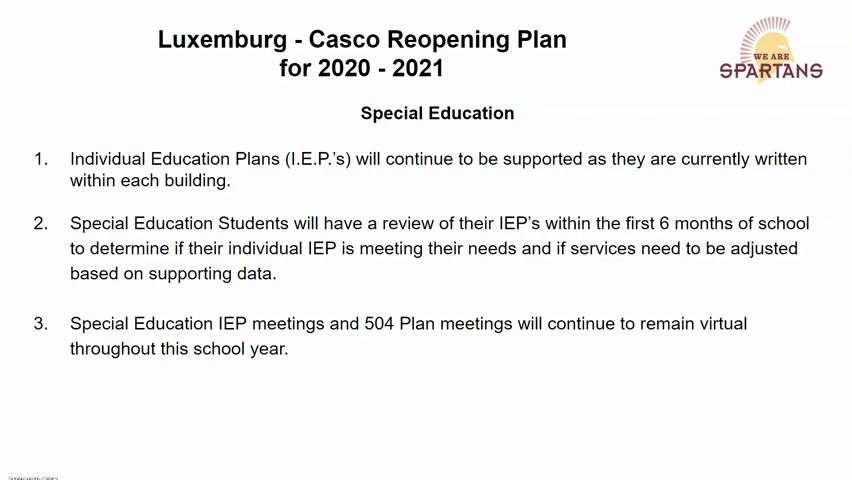 Luxemburg - Casco Reopening Plan
for 2020 - 2021
WE ARE
SPARTANS
Special Education
1. Individual Education Plans (I.E.P.'s) will continue to be supported as they are currently written
within each building.
2. Special Education Students will have a review of their IEP's within the first 6 months of school
to determine if their individual IEP is meeting their needs and if services need to be adjusted
based on supporting data.
3. Special Education IEP meetings and 504 Plan meetings will continue to remain virtual
throughout this school year.